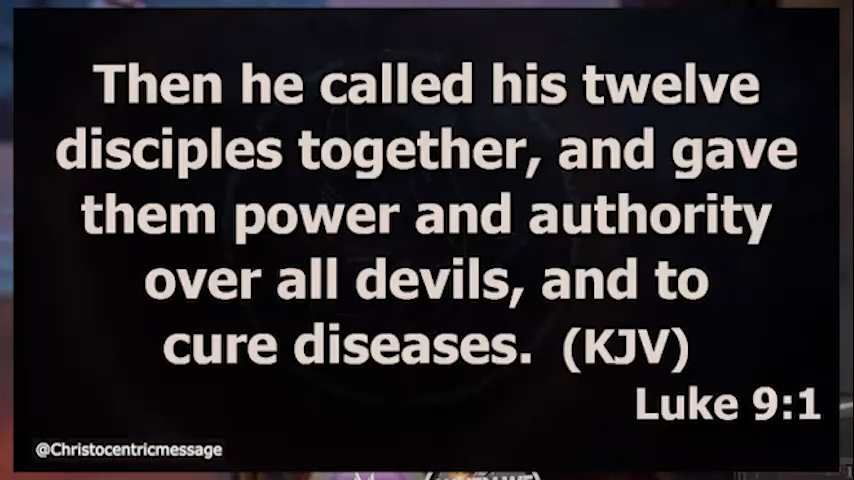 Then he called his twelve
disciples together, and gave
them power and authority
over all devils, and to
cure diseases.  (KJV)
Luke 9:1
@Christocentricmessage